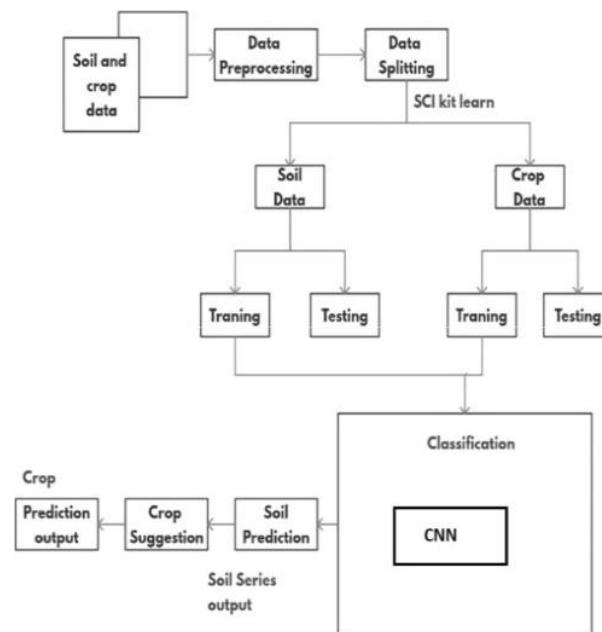 Soil and
crop
data
Data
Preprocessing
Data
Splitting
SCI kit learn
Soil
Data
Crop
Data
Traning
Testing
Traning
Testing
Classification
CNN
Crop
Prediction
output
Crop
Suggestion
Soil
Prediction
Soil Series
output